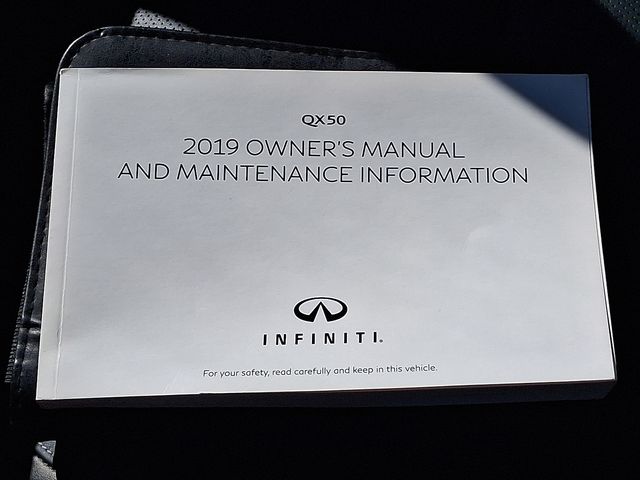 QX50
2019 OWNER'S MANUAL
AND MAINTENANCE INFORMATION
INFINITI®
For your safety, read carefully and keep in this vehicle.